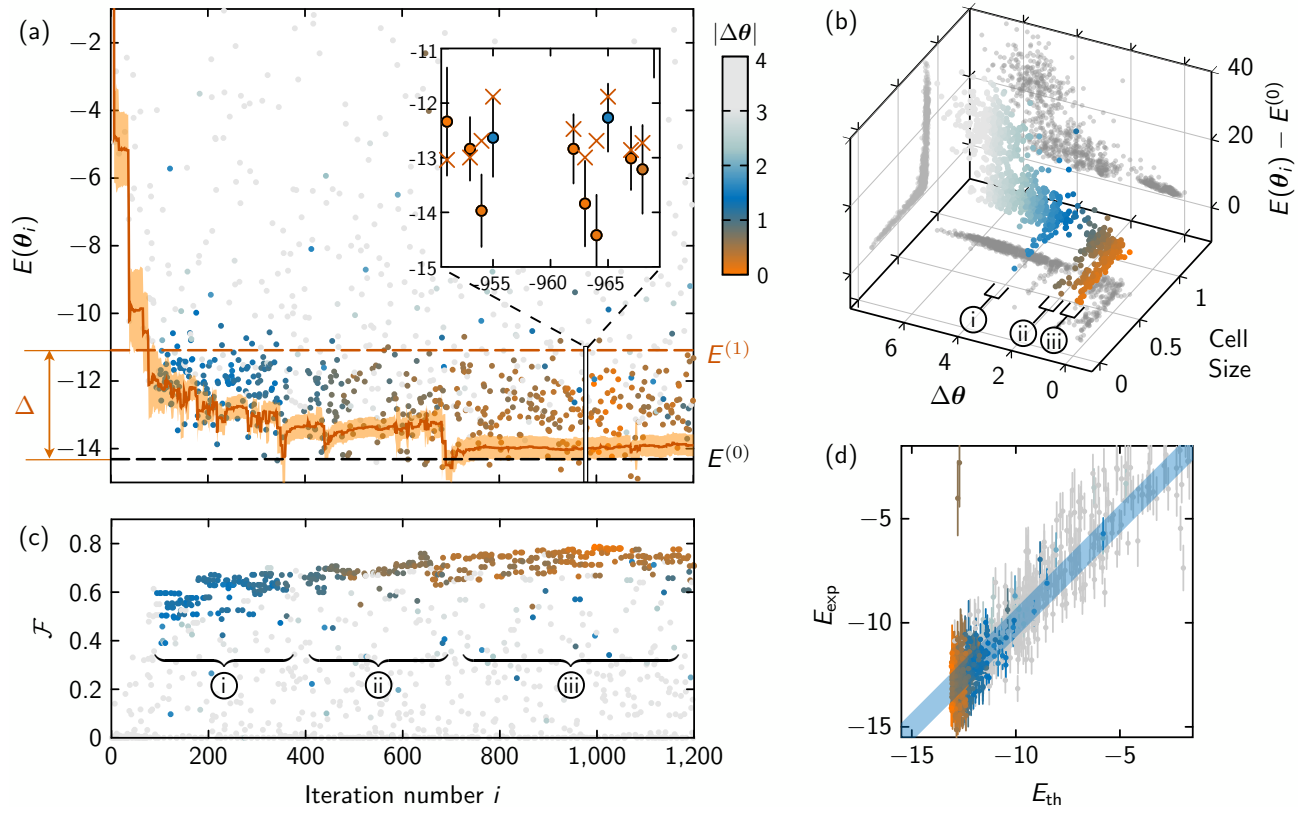 (a)
E(θᵢ)
−2
−4
−6
−8
−10
−12
−14
Δ
-11
-12
-13
-14
-15
-955
-960
-965
|Δθ|
4
3
2
1
0
E⁽¹⁾
E⁽⁰⁾
(b)
E(θᵢ) − E⁽⁰⁾
40
20
0
1
0.5
0
Cell
Size
6
4
2
0
Δθ
i
ii
iii
(c)
F
0.8
0.6
0.4
0.2
0
i
ii
iii
0
200
400
600
800
1,000
1,200
Iteration number i
(d)
E_exp
−5
−10
−15
−15
−10
−5
E_th